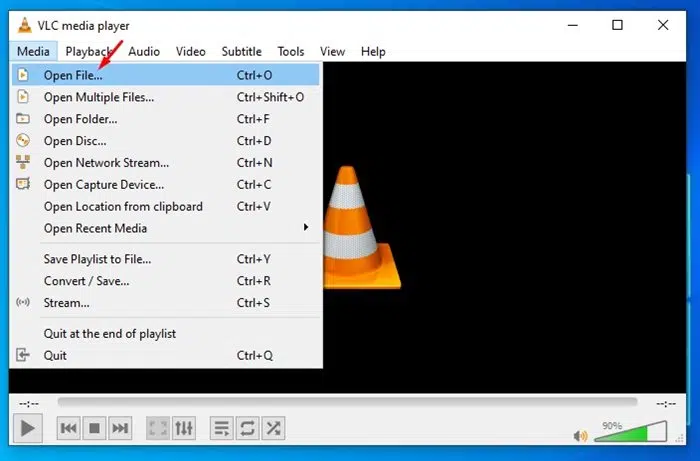 VLC media player
Media Playback Audio Video Subtitle Tools View Help
Open File... Ctrl+O
Open Multiple Files... Ctrl+Shift+O
Open Folder... Ctrl+F
Open Disc... Ctrl+D
Open Network Stream... Ctrl+N
Open Capture Device... Ctrl+C
Open Location from clipboard Ctrl+V
Open Recent Media
Save Playlist to File... Ctrl+Y
Convert / Save... Ctrl+R
Stream... Ctrl+S
Quit at the end of playlist
Quit Ctrl+Q
--:-- --:--
90%